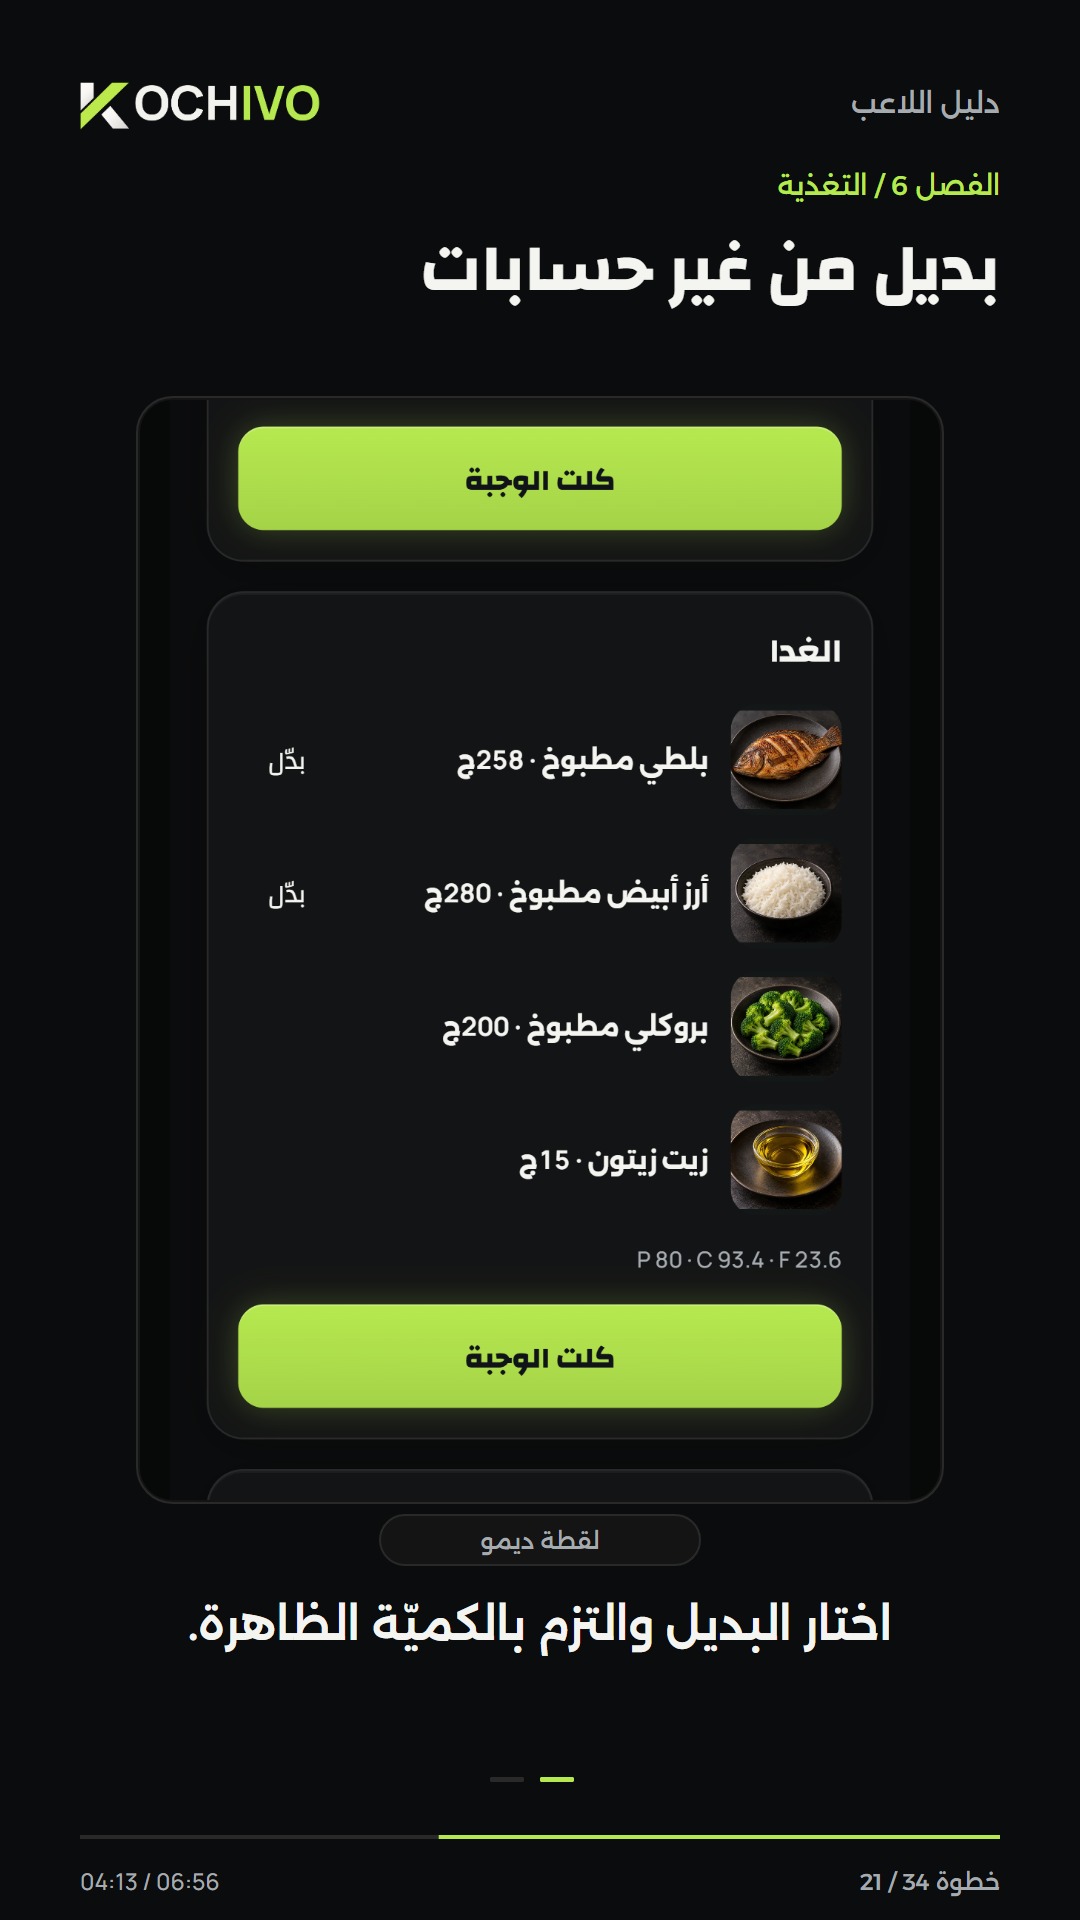 KOCHIVO
دليل اللاعب
الفصل 6 / التغذية
بديل من غير حسابات
كلت الوجبة
الغدا
بلطي مطبوخ · 258ج
بدّل
أرز أبيض مطبوخ · 280ج
بدّل
بروكلي مطبوخ · 200ج
زيت زيتون · 15ج
P 80 · C 93.4 · F 23.6
كلت الوجبة
لقطة ديمو
اختار البديل والتزم بالكميّة الظاهرة.
خطوة 21 / 34
04:13 / 06:56